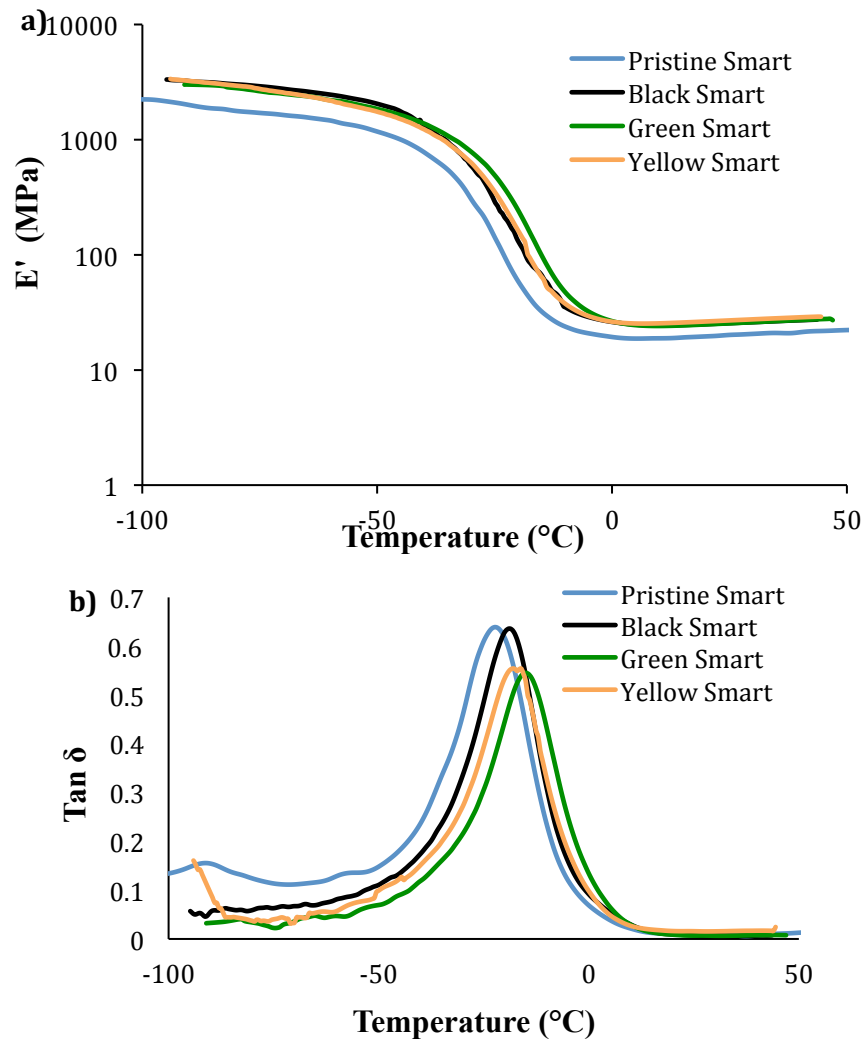 a)
10000
1000
100
10
1
E' (MPa)
-100
-50
0
50
Temperature (°C)
Pristine Smart
Black Smart
Green Smart
Yellow Smart
b)
0.7
0.6
0.5
0.4
0.3
0.2
0.1
0
Tan δ
-100
-50
0
50
Temperature (°C)
Pristine Smart
Black Smart
Green Smart
Yellow Smart